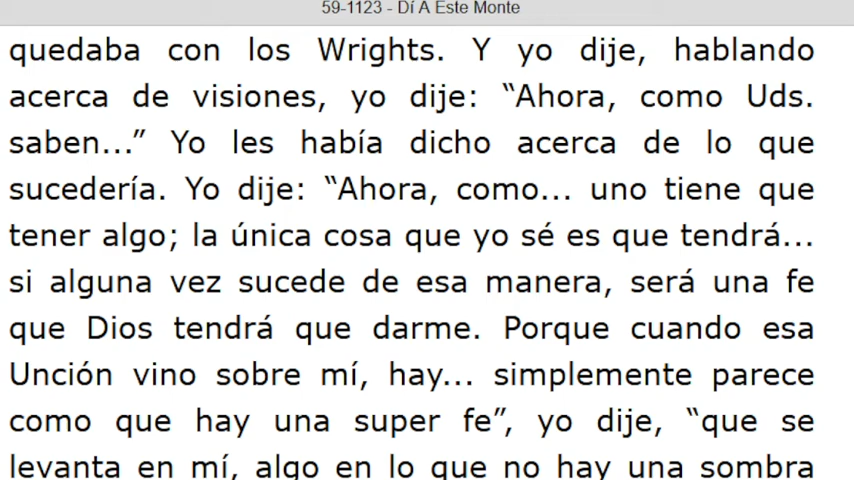 59-1123 - Dí A Este Monte
quedaba con los Wrights. Y yo dije, hablando
acerca de visiones, yo dije: “Ahora, como Uds.
saben...” Yo les había dicho acerca de lo que
sucedería. Yo dije: “Ahora, como... uno tiene que
tener algo; la única cosa que yo sé es que tendrá...
si alguna vez sucede de esa manera, será una fe
que Dios tendrá que darme. Porque cuando esa
Unción vino sobre mí, hay... simplemente parece
como que hay una super fe”, yo dije, “que se
levanta en mí, algo en lo que no hay una sombra